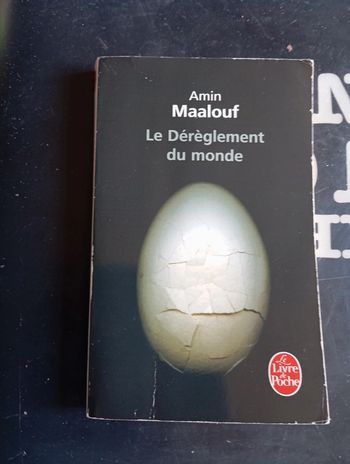 Amin
Maalouf
Le Dérèglement
du monde
Le
Livre
de
Poche